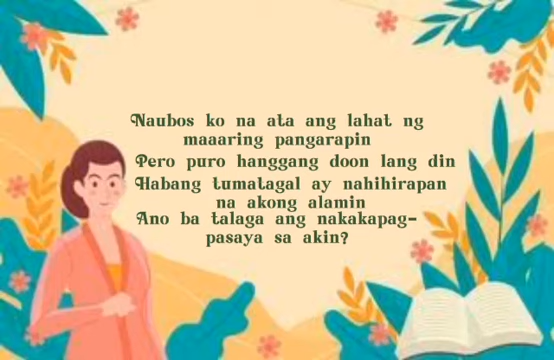 Naubos ko na ata ang lahat ng
maaaring pangarapin
Pero puro hanggang doon lang din
Habang tumatagal ay nahihirapan
na akong alamin
Ano ba talaga ang nakakapag-
pasaya sa akin?